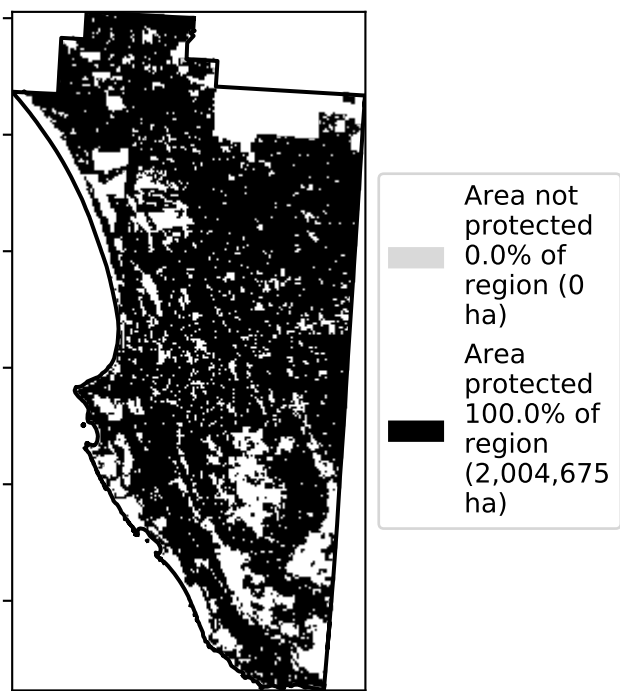 Area not
protected
0.0% of
region (0
ha)
Area
protected
100.0% of
region
(2,004,675
ha)